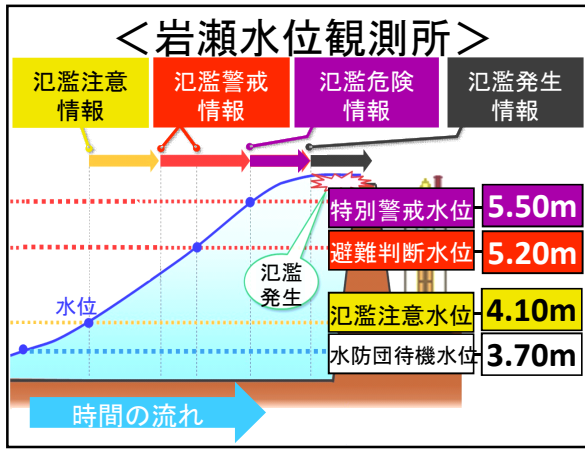 ＜岩瀬水位観測所＞
氾濫注意
情報
氾濫警戒
情報
氾濫危険
情報
氾濫発生
情報
特別警戒水位
5.50m
避難判断水位
5.20m
氾濫
発生
水位
氾濫注意水位
4.10m
水防団待機水位
3.70m
時間の流れ